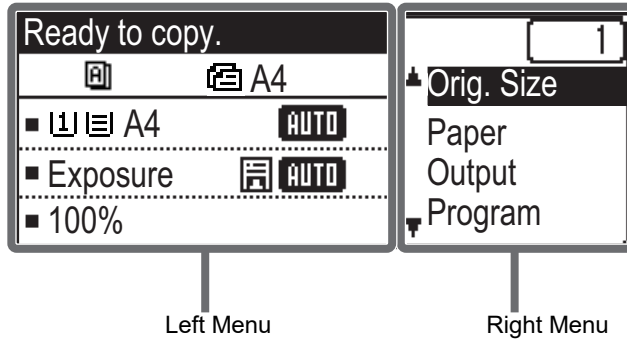 Ready to copy.
A A4
1 A4 AUTO
Exposure AUTO
100%
1
Orig. Size
Paper
Output
Program
Left Menu
Right Menu